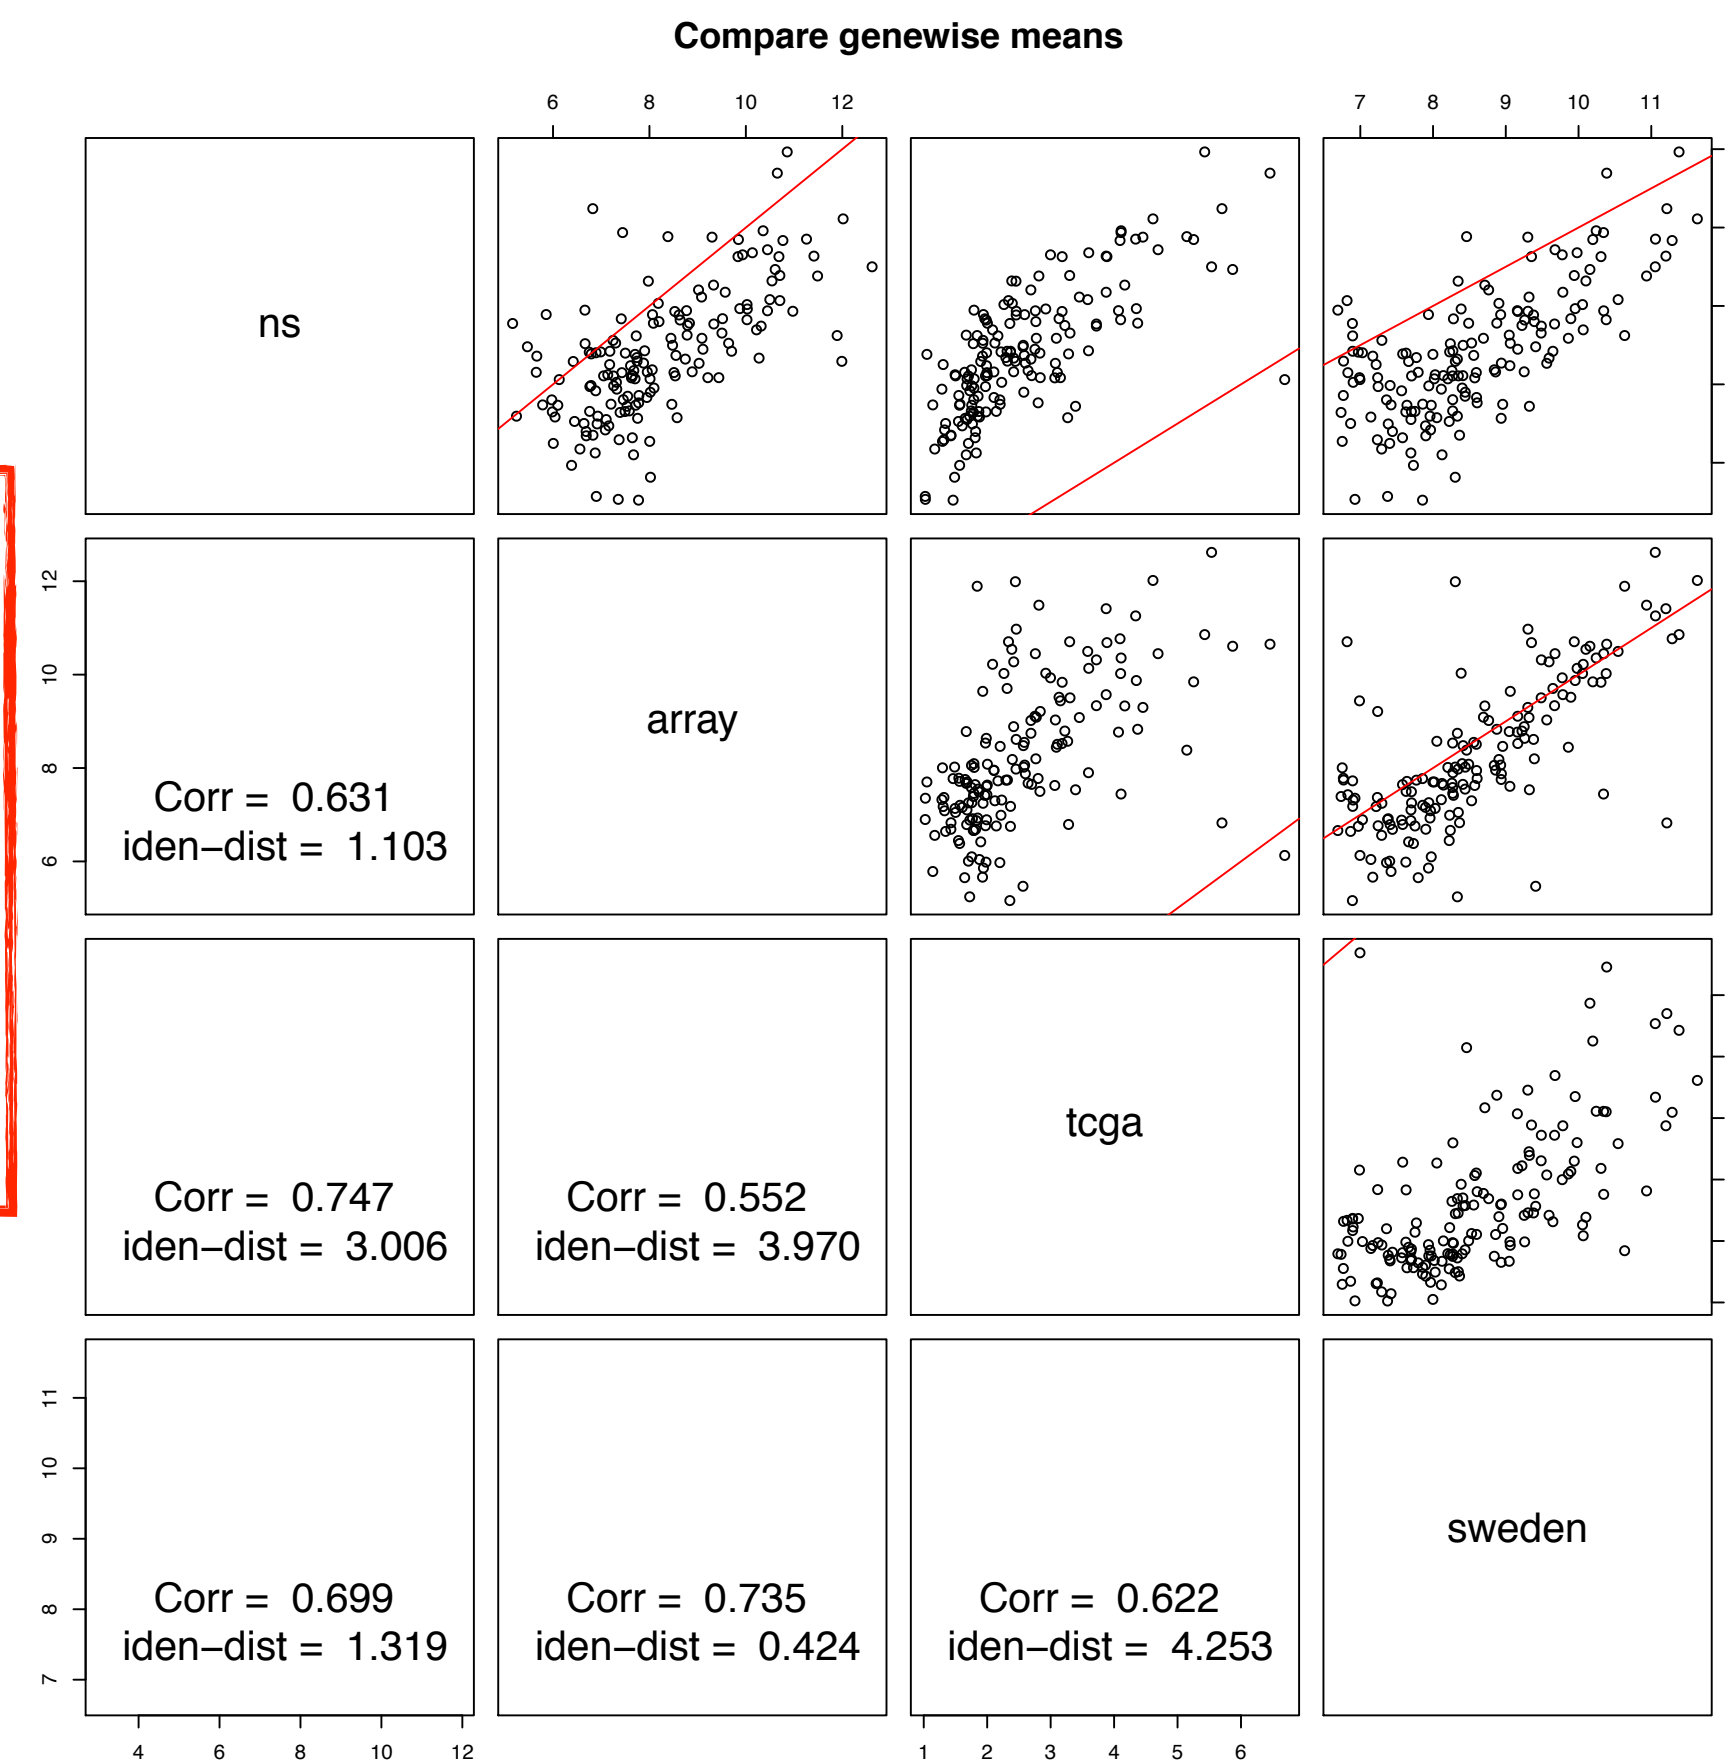 Compare genewise means
6 8 10 12
7 8 9 10 11
ns
12
10
8
6
array
Corr = 0.631
iden−dist = 1.103
tcga
Corr = 0.747
iden−dist = 3.006
Corr = 0.552
iden−dist = 3.970
11
10
9
8
7
sweden
Corr = 0.699
iden−dist = 1.319
Corr = 0.735
iden−dist = 0.424
Corr = 0.622
iden−dist = 4.253
4 6 8 10 12
1 2 3 4 5 6